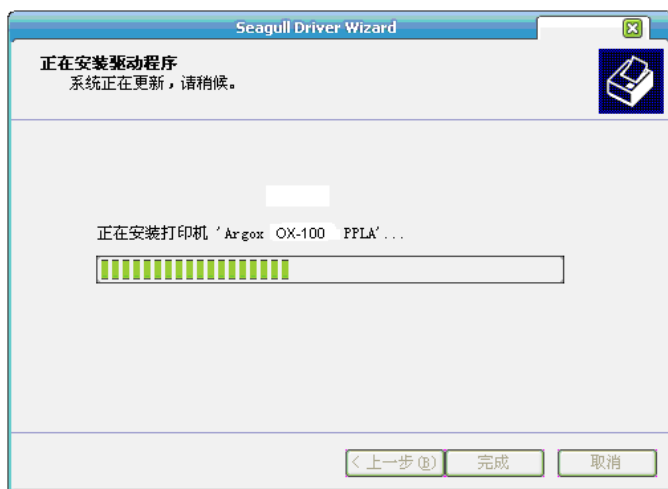 Seagull Driver Wizard
正在安装驱动程序
系统正在更新，请稍候。
正在安装打印机 'Argox OX-100 PPLA'...
< 上一步(B)
完成
取消